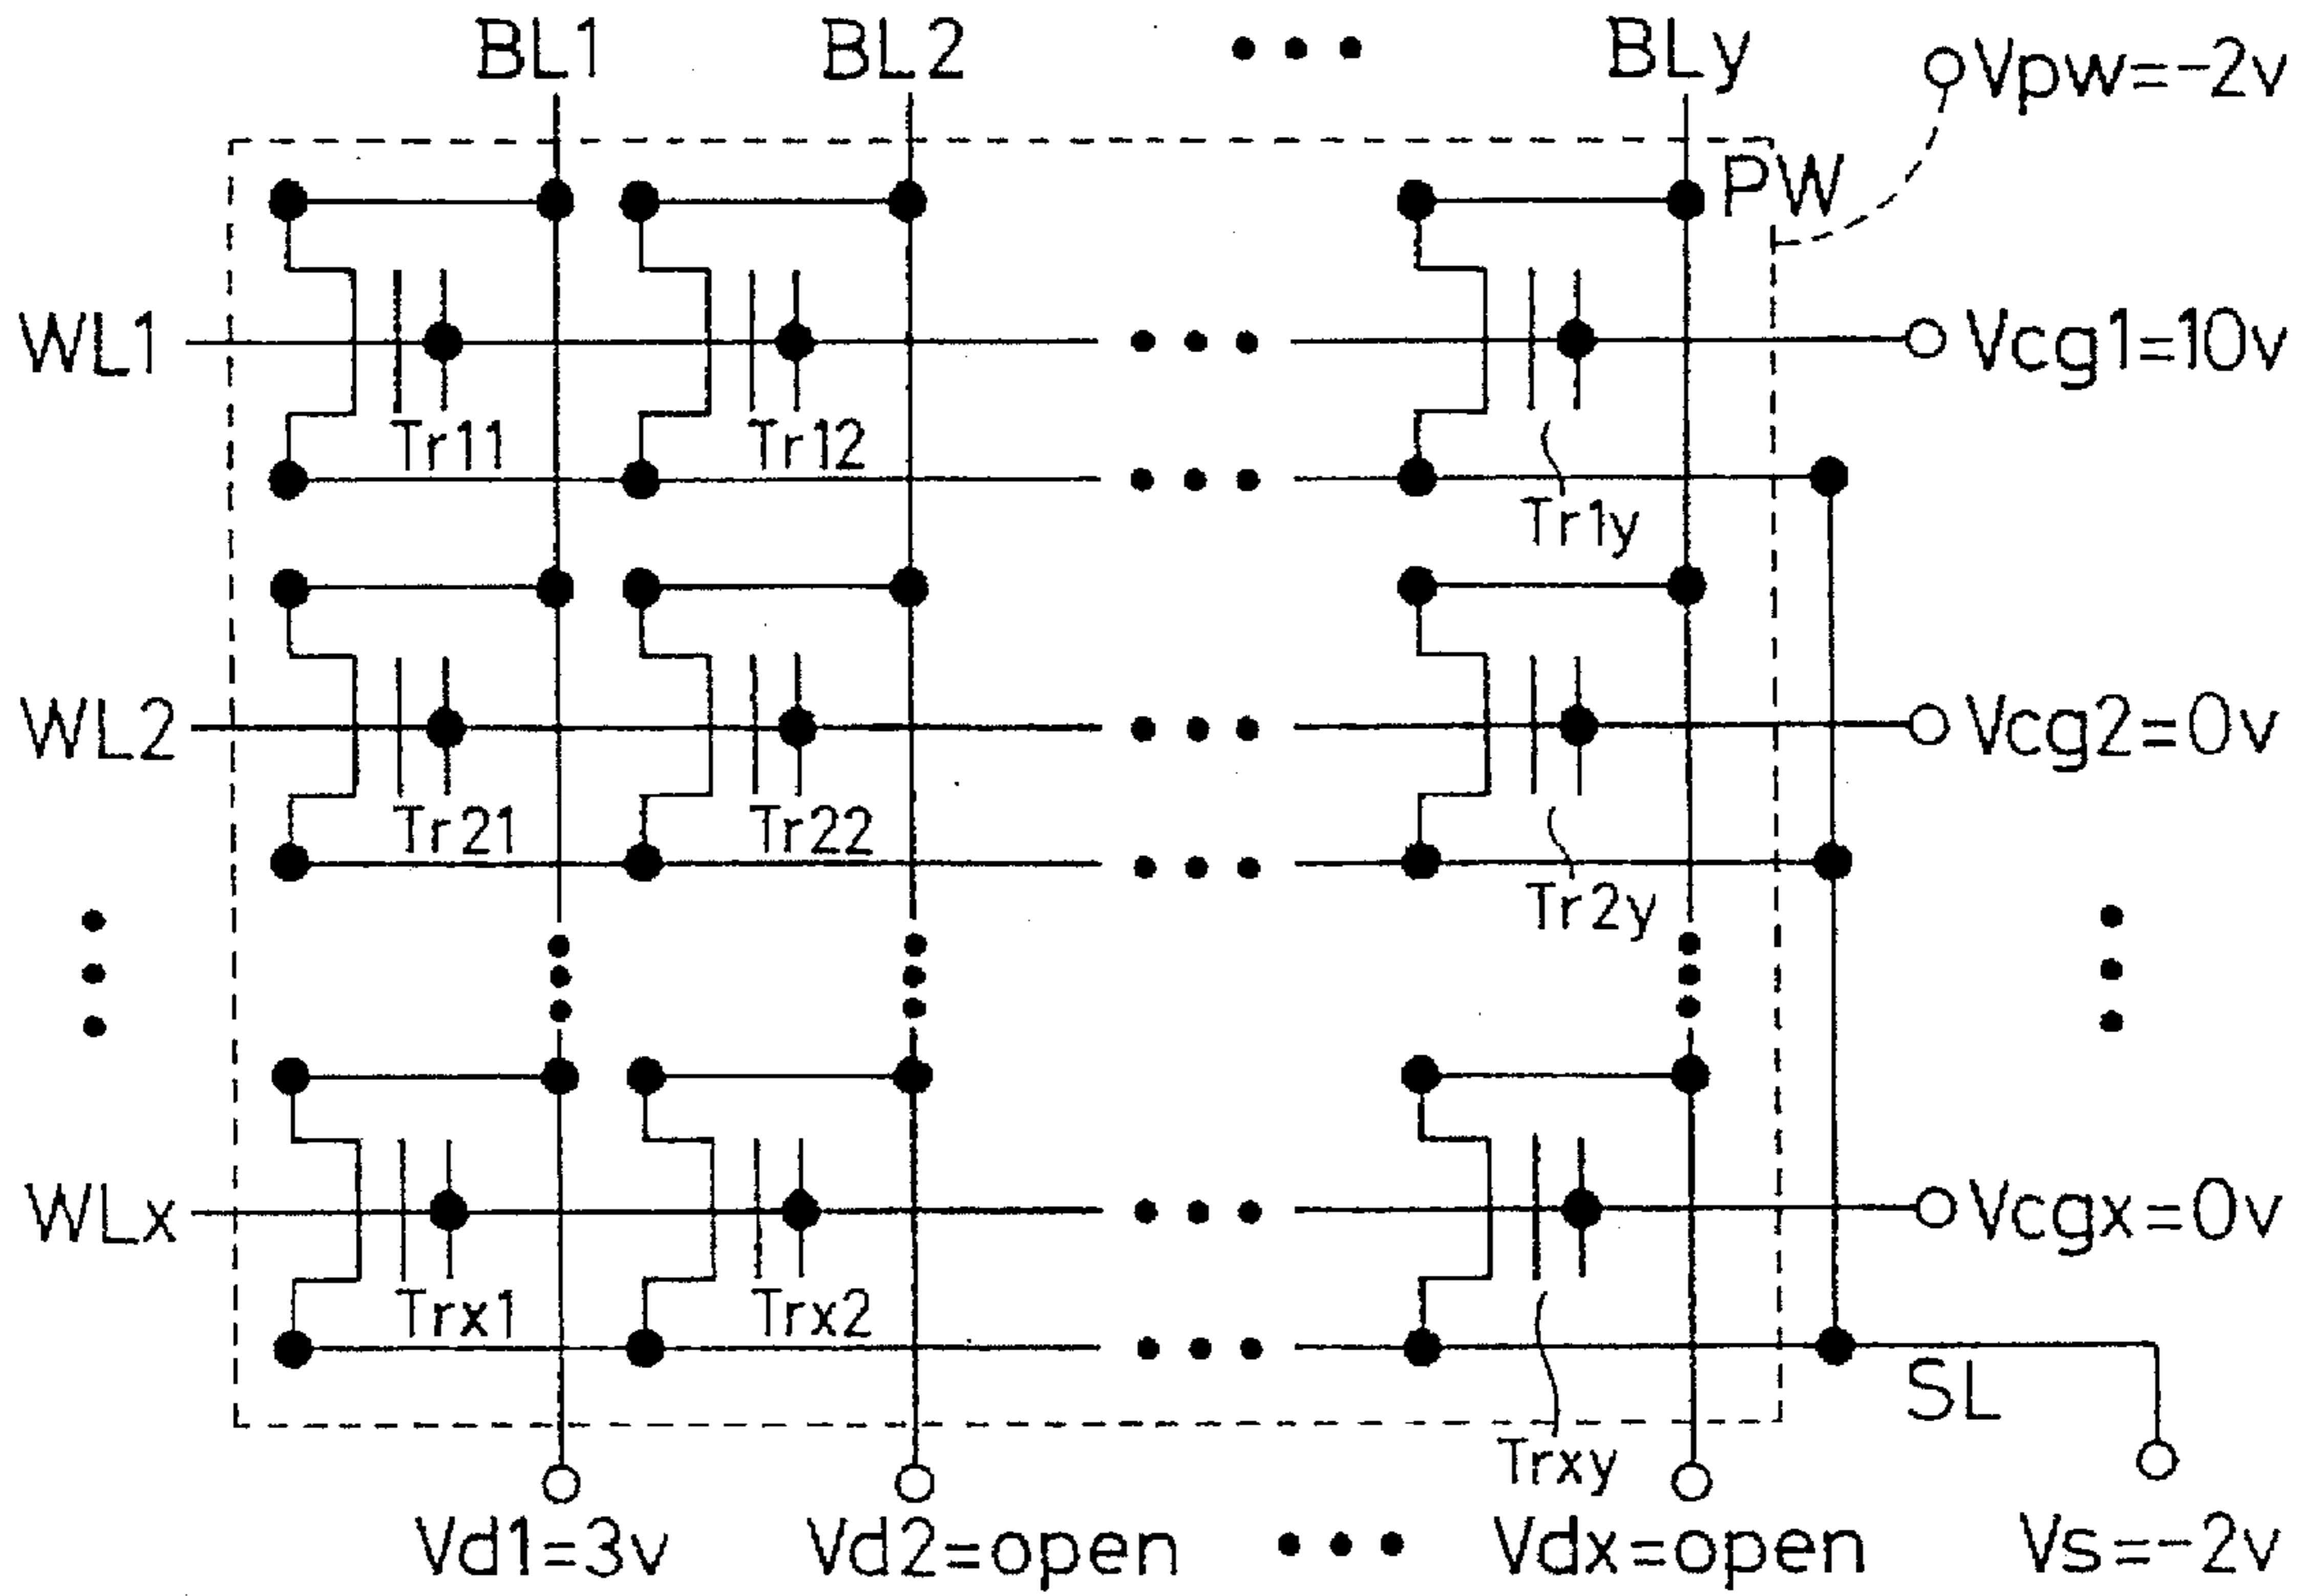 BL1 BL2 • • • BLy Vpw=-2v
PW
WL1 • • • Vcg1=10v
Tr11 Tr12
• • • Tr1y
WL2 • • • Vcg2=0v
Tr21 Tr22
• • • Tr2y
WLx • • • Vcgx=0v
Trx1 Trx2
• • • SL
Trxy
Vd1=3v Vd2=open • • • Vdx=open Vs=-2v